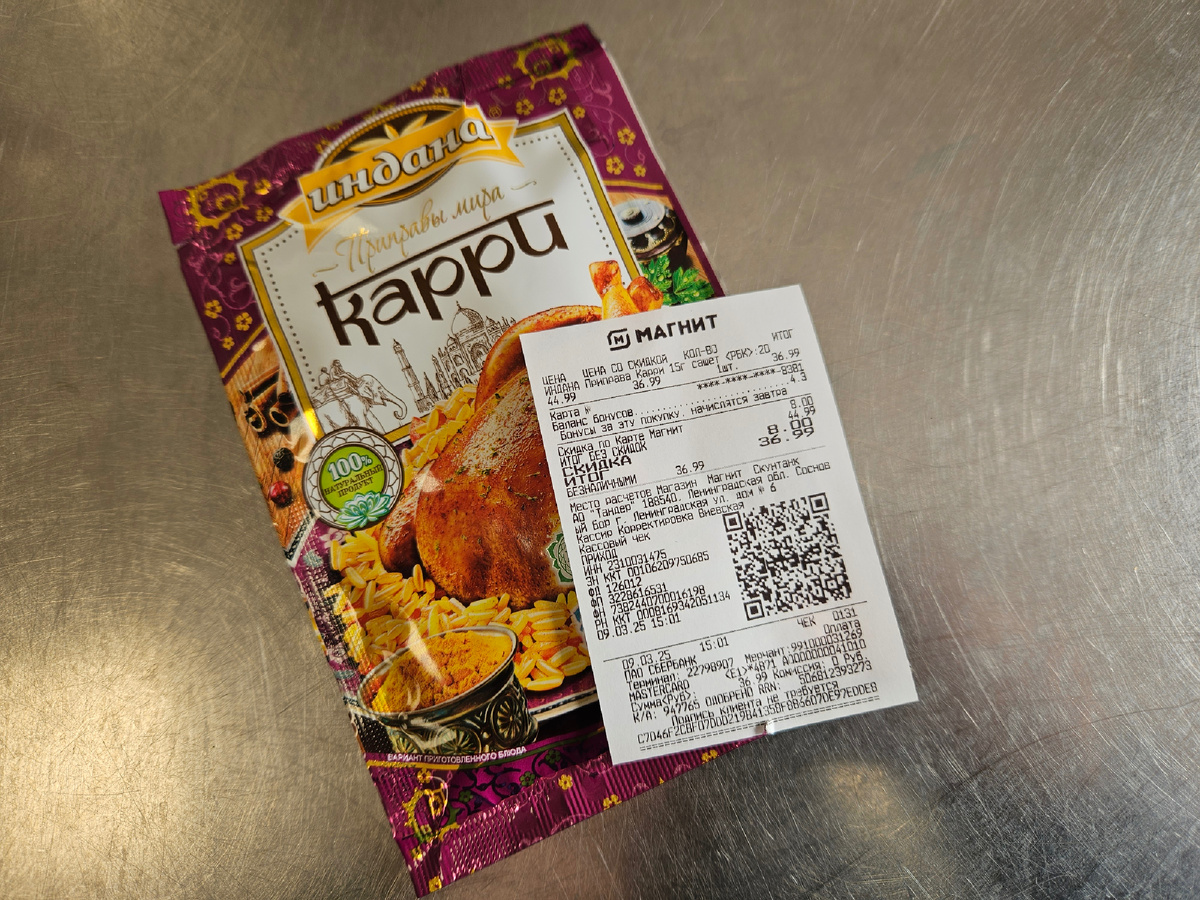 индана
Приправы мира
карри
100%
НАТУРАЛЬНЫЙ
ПРОДУКТ
ВАРИАНТ ПРИГОТОВЛЕННОГО БЛЮДА
М МАГНИТ
ЦЕНА ЦЕНА СО СКИДКОЙ КОЛ-ВО ИТОГ
ИНДАНА Приправа Карри 15г сашет <РБК>:20
44.99 36.99 1шт. 36.99
Карта № ****-****-****-8381
Баланс бонусов..................4.3
Бонусы за эту покупку. начислятся завтра
Скидка по Карте Магнит 8.00
ИТОГ БЕЗ СКИДОК 44.99
СКИДКА 8.00
ИТОГ 36.99
БЕЗНАЛИЧНЫМИ 36.99
Место расчетов Магазин Магнит Скунтанк
АО "Тандер" 188540. Ленинградская обл. Соснов
ый Бор г. Ленинградская ул. дом № 6
Кассир Корректировка Виевская
Кассовый чек
ПРИХОД
ИНН 2310031475
ЗН ККТ 00106209750685
ФД 126012
ФП 3228616531
ФН 7382440700016198
РН ККТ 0008169342051134
09.03.25 15:01
09.03.25 15:01 ЧЕК 0131
ПАО СБЕРБАНК Оплата
Терминал: 22798907 Мерчант:991000031269
MASTERCARD <E1>*4871 A0000000041010
Сумма(Руб): 36.99 Комиссия: 0 Руб.
К/А: 947765 ОДОБРЕНО RRN: 506812393273
Подпись клиента не требуется